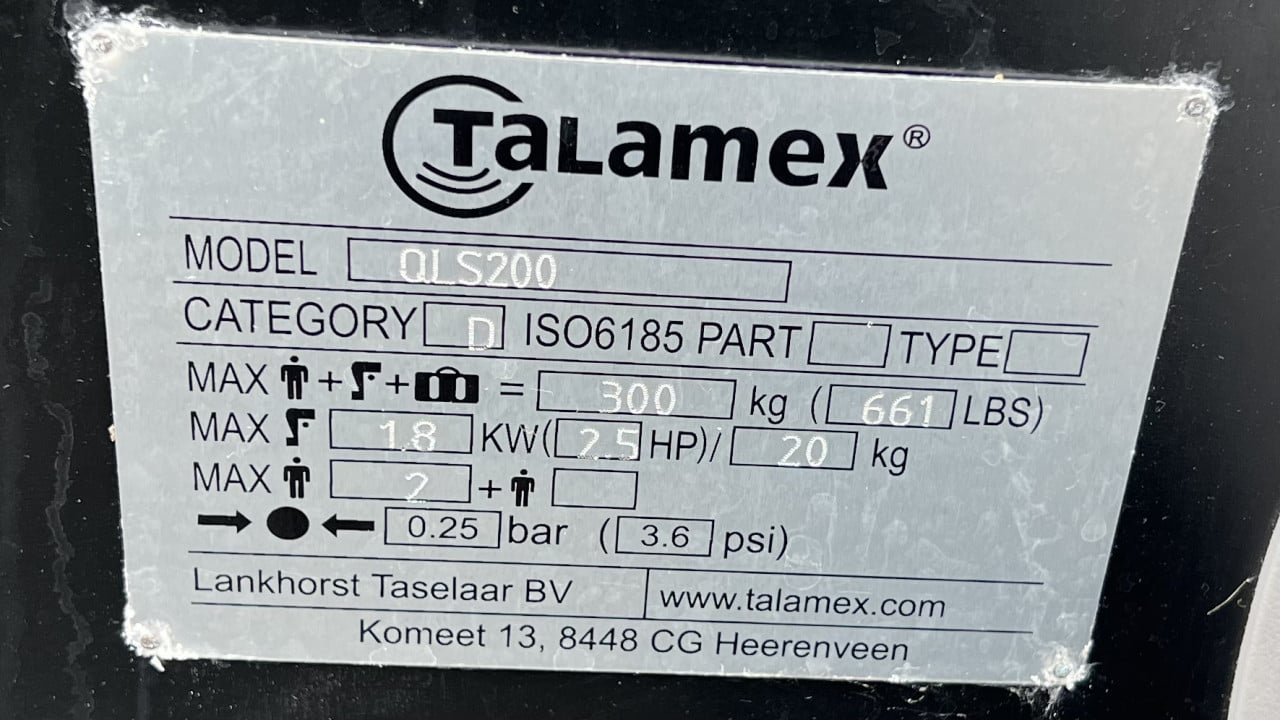 TaLamex®
MODEL QLS200
CATEGORY D ISO6185 PART TYPE
MAX + + = 300 kg (661 LBS)
MAX 1.8 KW(2.5 HP)/ 20 kg
MAX 2 +
0.25 bar (3.6 psi)
Lankhorst Taselaar BV www.talamex.com
Komeet 13, 8448 CG Heerenveen